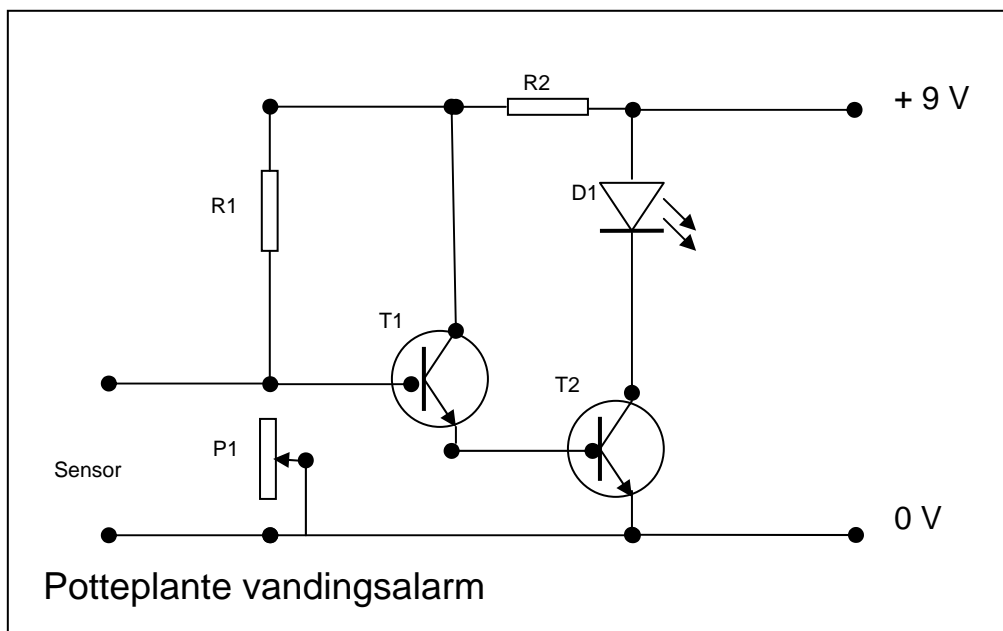 R2
+ 9 V
R1
D1
T1
T2
P1
Sensor
0 V
Potteplante vandingsalarm